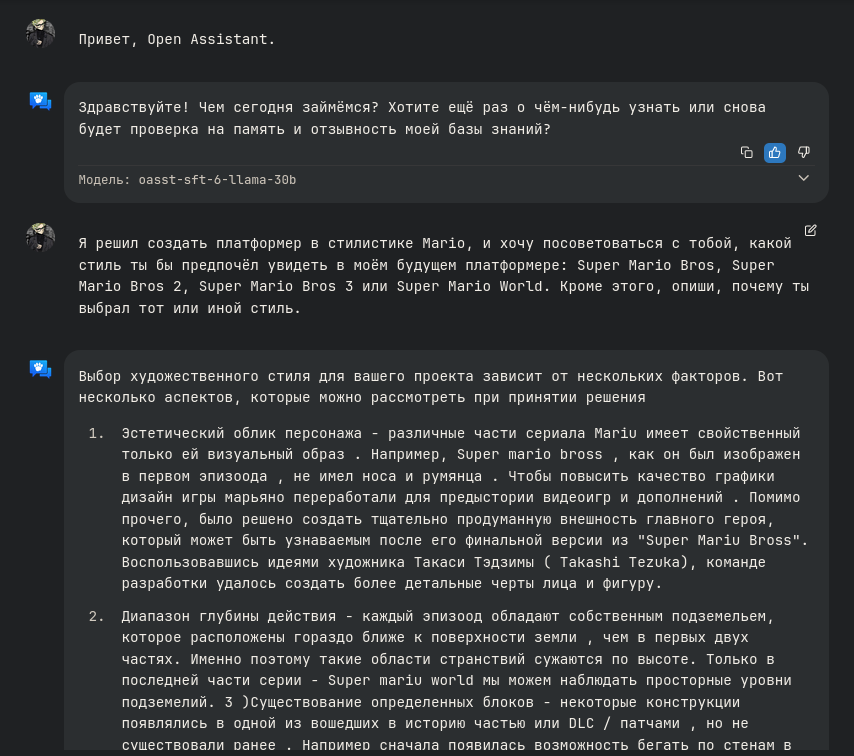 Привет, Open Assistant.
Здравствуйте! Чем сегодня займёмся? Хотите ещё раз о чём-нибудь узнать или снова
будет проверка на память и отзывность моей базы знаний?
Модель: oasst-sft-6-llama-30b
Я решил создать платформер в стилистике Mario, и хочу посоветоваться с тобой, какой
стиль ты бы предпочёл увидеть в моём будущем платформере: Super Mario Bros, Super
Mario Bros 2, Super Mario Bros 3 или Super Mario World. Кроме этого, опиши, почему ты
выбрал тот или иной стиль.
Выбор художественного стиля для вашего проекта зависит от нескольких факторов. Вот
несколько аспектов, которые можно рассмотреть при принятии решения
1. Эстетический облик персонажа - различные части сериала Mariu имеет свойственный
только ей визуальный образ . Например, Super mario bross , как он был изображен
в первом эпизоода , не имел носа и румянца . Чтобы повысить качество графики
дизайн игры марьяно переработали для предыстории видеоигр и дополнений . Помимо
прочего, было решено создать тщательно продуманную внешность главного героя,
который может быть узнаваемым после его финальной версии из "Super Mariu Bross".
Воспользовавшись идеями художника Такаси Тэдзимы ( Takashi Tezuka), команде
разработки удалось создать более детальные черты лица и фигуру.
2. Диапазон глубины действия - каждый эпизоод обладают собственным подземельем,
которое расположены гораздо ближе к поверхности земли , чем в первых двух
частях. Именно поэтому такие области странствий сужаются по высоте. Только в
последней части серии - Super mariu world мы можем наблюдать просторные уровни
подземелий. 3 )Существование определенных блоков - некоторые конструкции
появлялись в одной из вошедших в историю частью или DLC / патчами , но не
существовали ранее . Например сначала появилась возможность бегать по стенам в